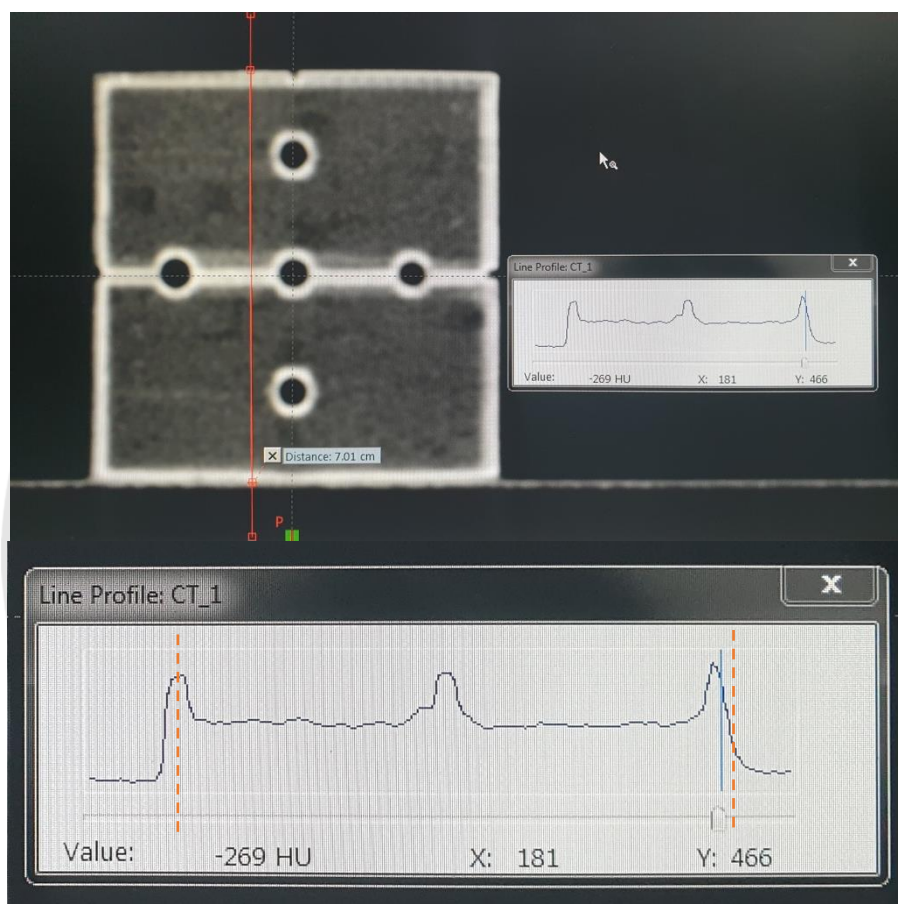 Line Profile: CT_1
X
Value: -269 HU X: 181 Y: 466
Distance: 7.01 cm
P
Line Profile: CT_1
X
Value: -269 HU X: 181 Y: 466